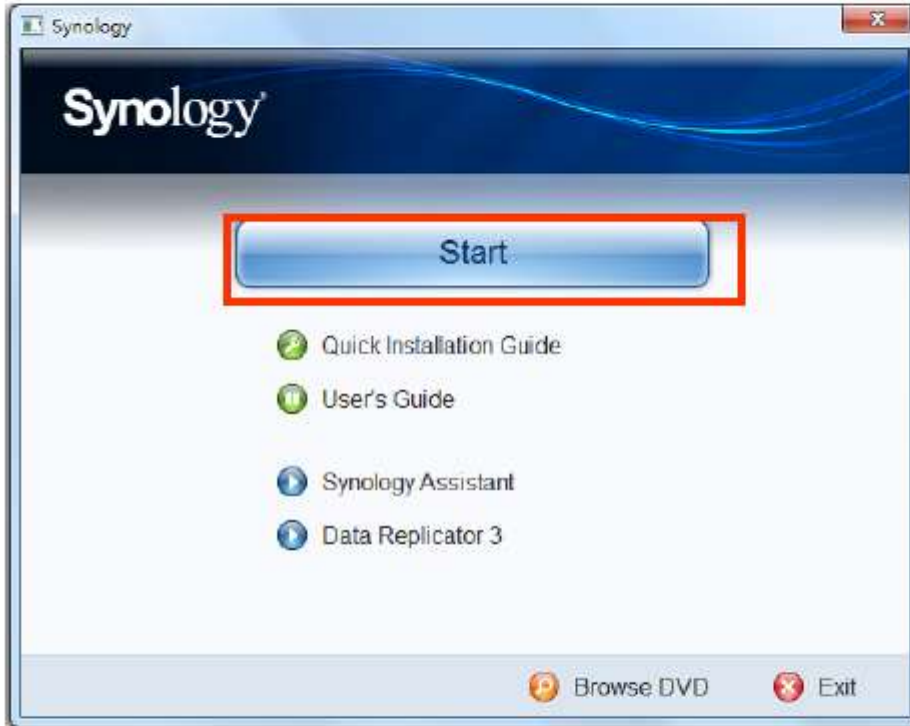 Synology
Synology
Start
Quick Installation Guide
User's Guide
Synology Assistant
Data Replicator 3
Browse DVD
Exit